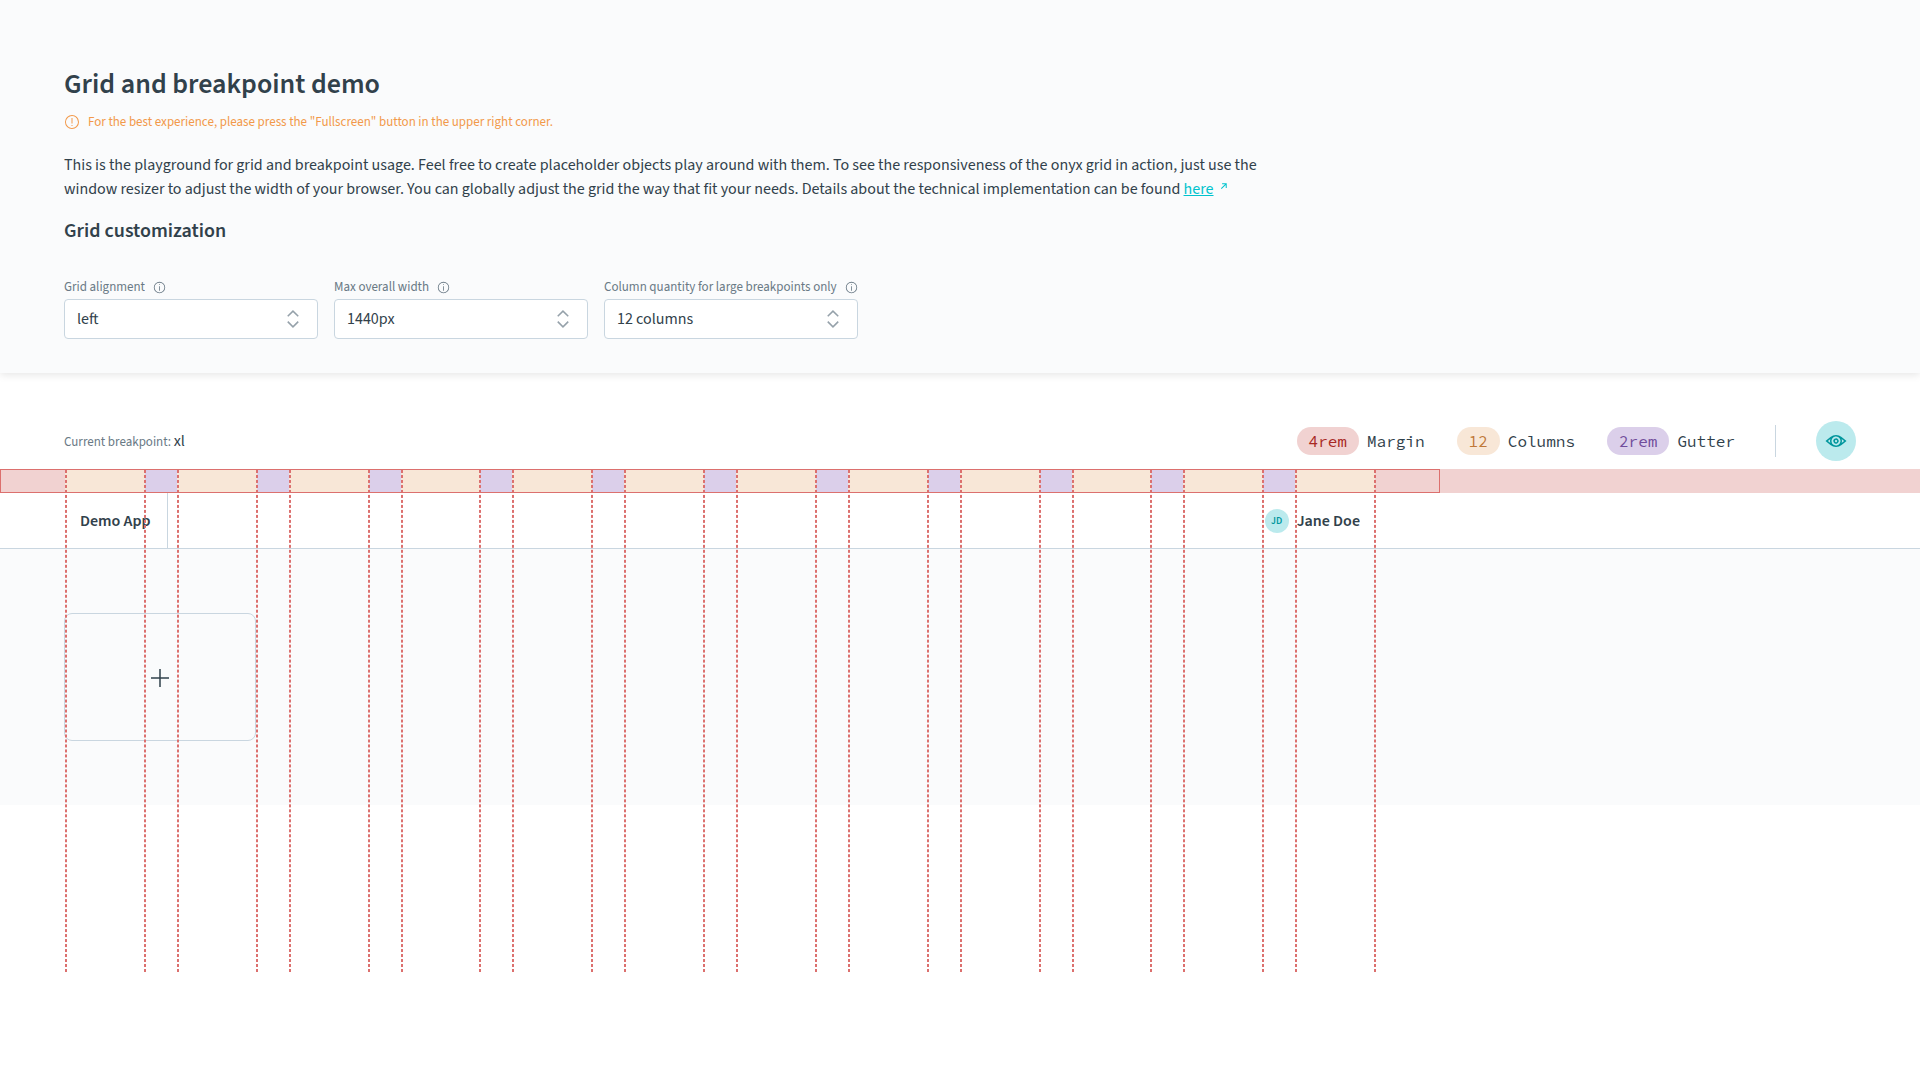 Grid and breakpoint demo
For the best experience, please press the "Fullscreen" button in the upper right corner.
This is the playground for grid and breakpoint usage. Feel free to create placeholder objects play around with them. To see the responsiveness of the onyx grid in action, just use the
window resizer to adjust the width of your browser. You can globally adjust the grid the way that fit your needs. Details about the technical implementation can be found here
Grid customization
Grid alignment
Max overall width
Column quantity for large breakpoints only
left
1440px
12 columns
Current breakpoint: xl
4rem Margin
12 Columns
2rem Gutter
Demo App
JD Jane Doe